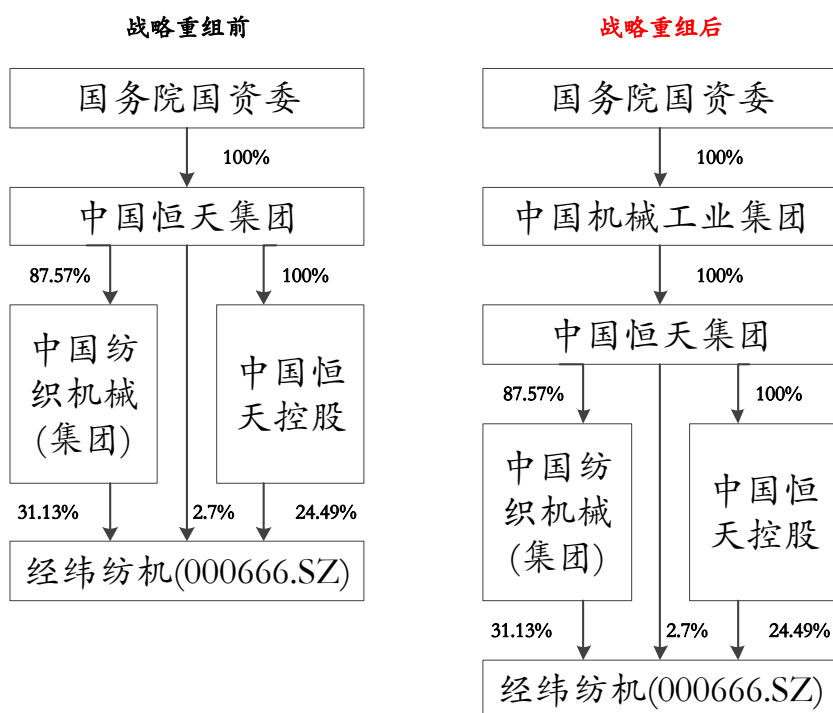 战略重组前
国务院国资委
100%
中国恒天集团
87.57%
100%
中国纺
织机械
(集团)
中国恒
天控股
31.13%
2.7%
24.49%
经纬纺机(000666.SZ)
战略重组后
国务院国资委
100%
中国机械工业集团
100%
中国恒天集团
87.57%
100%
中国纺
织机械
(集团)
中国恒
天控股
31.13%
2.7%
24.49%
经纬纺机(000666.SZ)